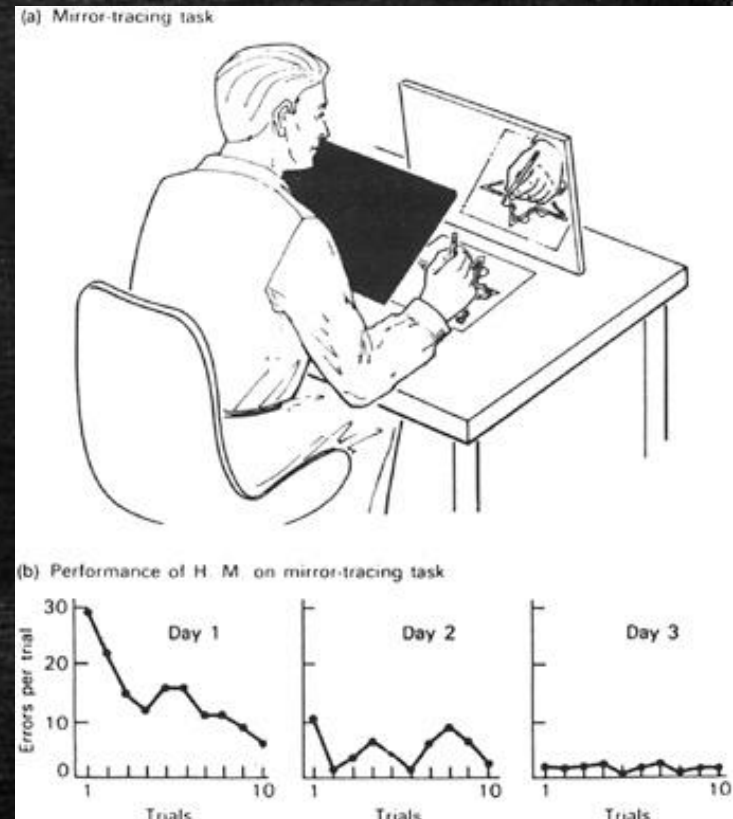 (a) Mirror-tracing task
(b) Performance of H. M. on mirror-tracing task
Errors per trial
30
20
10
0
Day 1
Day 2
Day 3
1 10
1 10
1 10
Trials
Trials
Trials